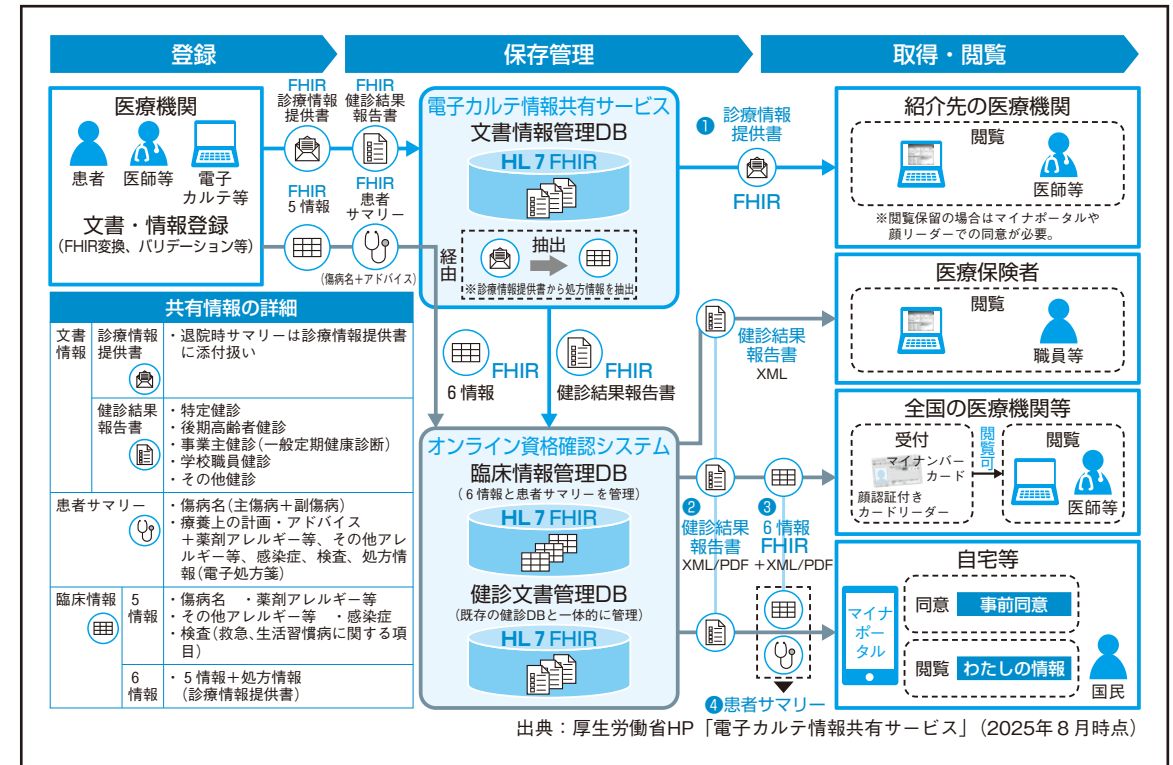 登録
保存管理
取得・閲覧
医療機関
患者
医師等
電子
カルテ等
文書・情報登録
(FHIR変換、バリデーション等)
FHIR
診療情報
提供書
FHIR
健診結果
報告書
FHIR
5 情報
FHIR
患者
サマリー
(傷病名+アドバイス)
電子カルテ情報共有サービス
文書情報管理DB
HL 7 FHIR
経由
抽出
※診療情報提供書から処方情報を抽出
FHIR
6 情報
FHIR
健診結果報告書
オンライン資格確認システム
臨床情報管理DB
(6 情報と患者サマリーを管理)
HL 7 FHIR
健診文書管理DB
(既存の健診DBと一体的に管理)
HL 7 FHIR
❶ 診療情報
提供書
FHIR
健診結果
報告書
XML
❷
健診結果
報告書
XML/PDF
❸
6 情報
FHIR
+XML/PDF
❹患者サマリー
紹介先の医療機関
閲覧
医師等
※閲覧保留の場合はマイナポータルや
顔リーダーでの同意が必要。
医療保険者
閲覧
職員等
全国の医療機関等
受付
マイナンバー
カード
顔認証付き
カードリーダー
閲覧可
閲覧
医師等
自宅等
マイナ
ポー
タル
同意 事前同意
閲覧 わたしの情報
国民
共有情報の詳細
文書
情報
診療情報
提供書
・退院時サマリーは診療情報提供書
に添付扱い
健診結果
報告書
・特定健診
・後期高齢者健診
・事業主健診(一般定期健康診断)
・学校職員健診
・その他健診
患者サマリー
・傷病名(主傷病+副傷病)
・療養上の計画・アドバイス
+薬剤アレルギー等、その他アレ
ルギー等、感染症、検査、処方情
報(電子処方箋)
臨床情報
5
情報
・傷病名 ・薬剤アレルギー等
・その他アレルギー等 ・感染症
・検査(救急、生活習慣病に関する項
目)
6
情報
・5 情報+処方情報
(診療情報提供書)
出典:厚生労働省HP「電子カルテ情報共有サービス」(2025年8月時点)